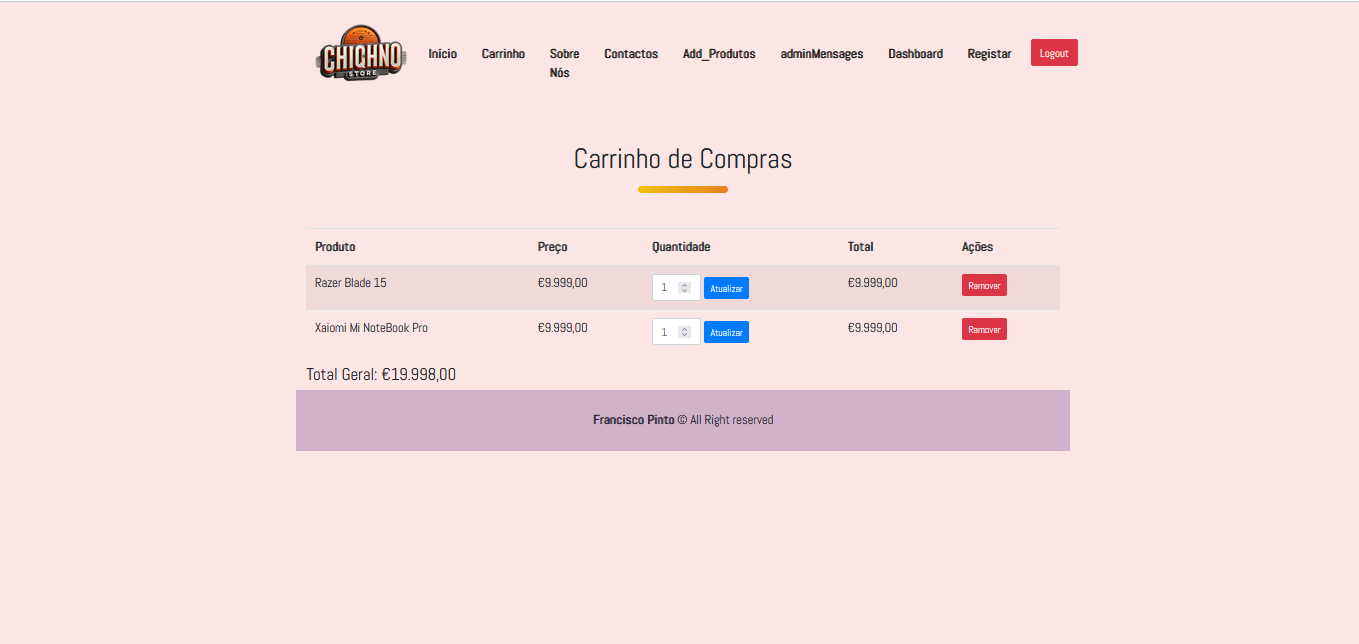 CHIQHNO
STORE
Início Carrinho Sobre Nós Contactos Add_Produtos adminMensages Dashboard Registar Logout
Carrinho de Compras
Produto Preço Quantidade Total Ações
Razer Blade 15 €9.999,00 1 Atualizar €9.999,00 Remover
Xaiomi Mi NoteBook Pro €9.999,00 1 Atualizar €9.999,00 Remover
Total Geral: €19.998,00
Francisco Pinto © All Right reserved